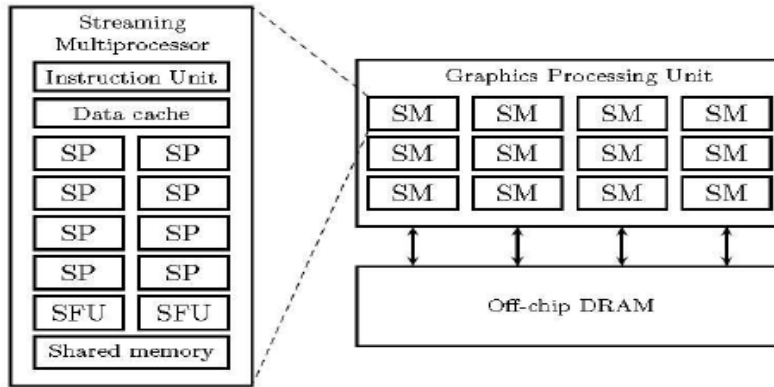 Streaming
Multiprocessor
Instruction Unit
Data cache
SP SP
SP SP
SP SP
SP SP
SFU SFU
Shared memory
Graphics Processing Unit
SM SM SM SM
SM SM SM SM
SM SM SM SM
Off-chip DRAM